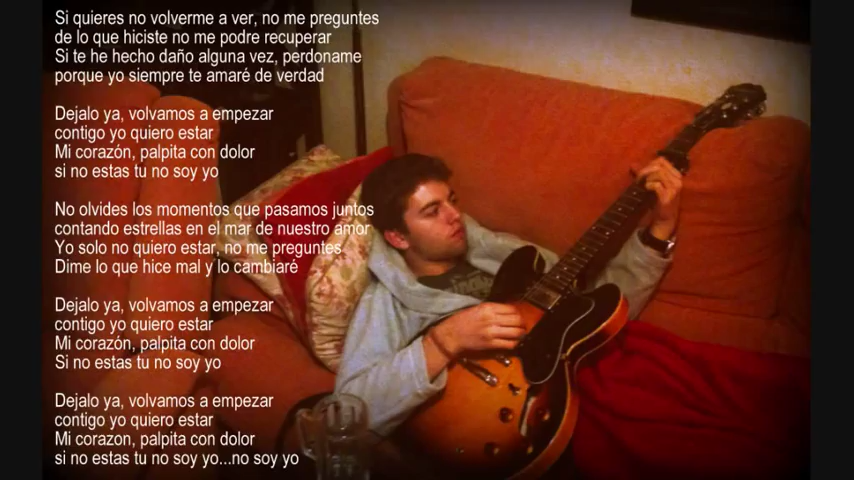 Si quieres no volverme a ver, no me preguntes
de lo que hiciste no me podre recuperar
Si te he hecho daño alguna vez, perdoname
porque yo siempre te amaré de verdad
Dejalo ya, volvamos a empezar
contigo yo quiero estar
Mi corazón, palpita con dolor
si no estas tu no soy yo
No olvides los momentos que pasamos juntos
contando estrellas en el mar de nuestro amor
Yo solo no quiero estar, no me preguntes
Dime lo que hice mal y lo cambiaré
Dejalo ya, volvamos a empezar
contigo yo quiero estar
Mi corazón, palpita con dolor
Si no estas tu no soy yo
Dejalo ya, volvamos a empezar
contigo yo quiero estar
Mi corazon, palpita con dolor
si no estas tu no soy yo...no soy yo